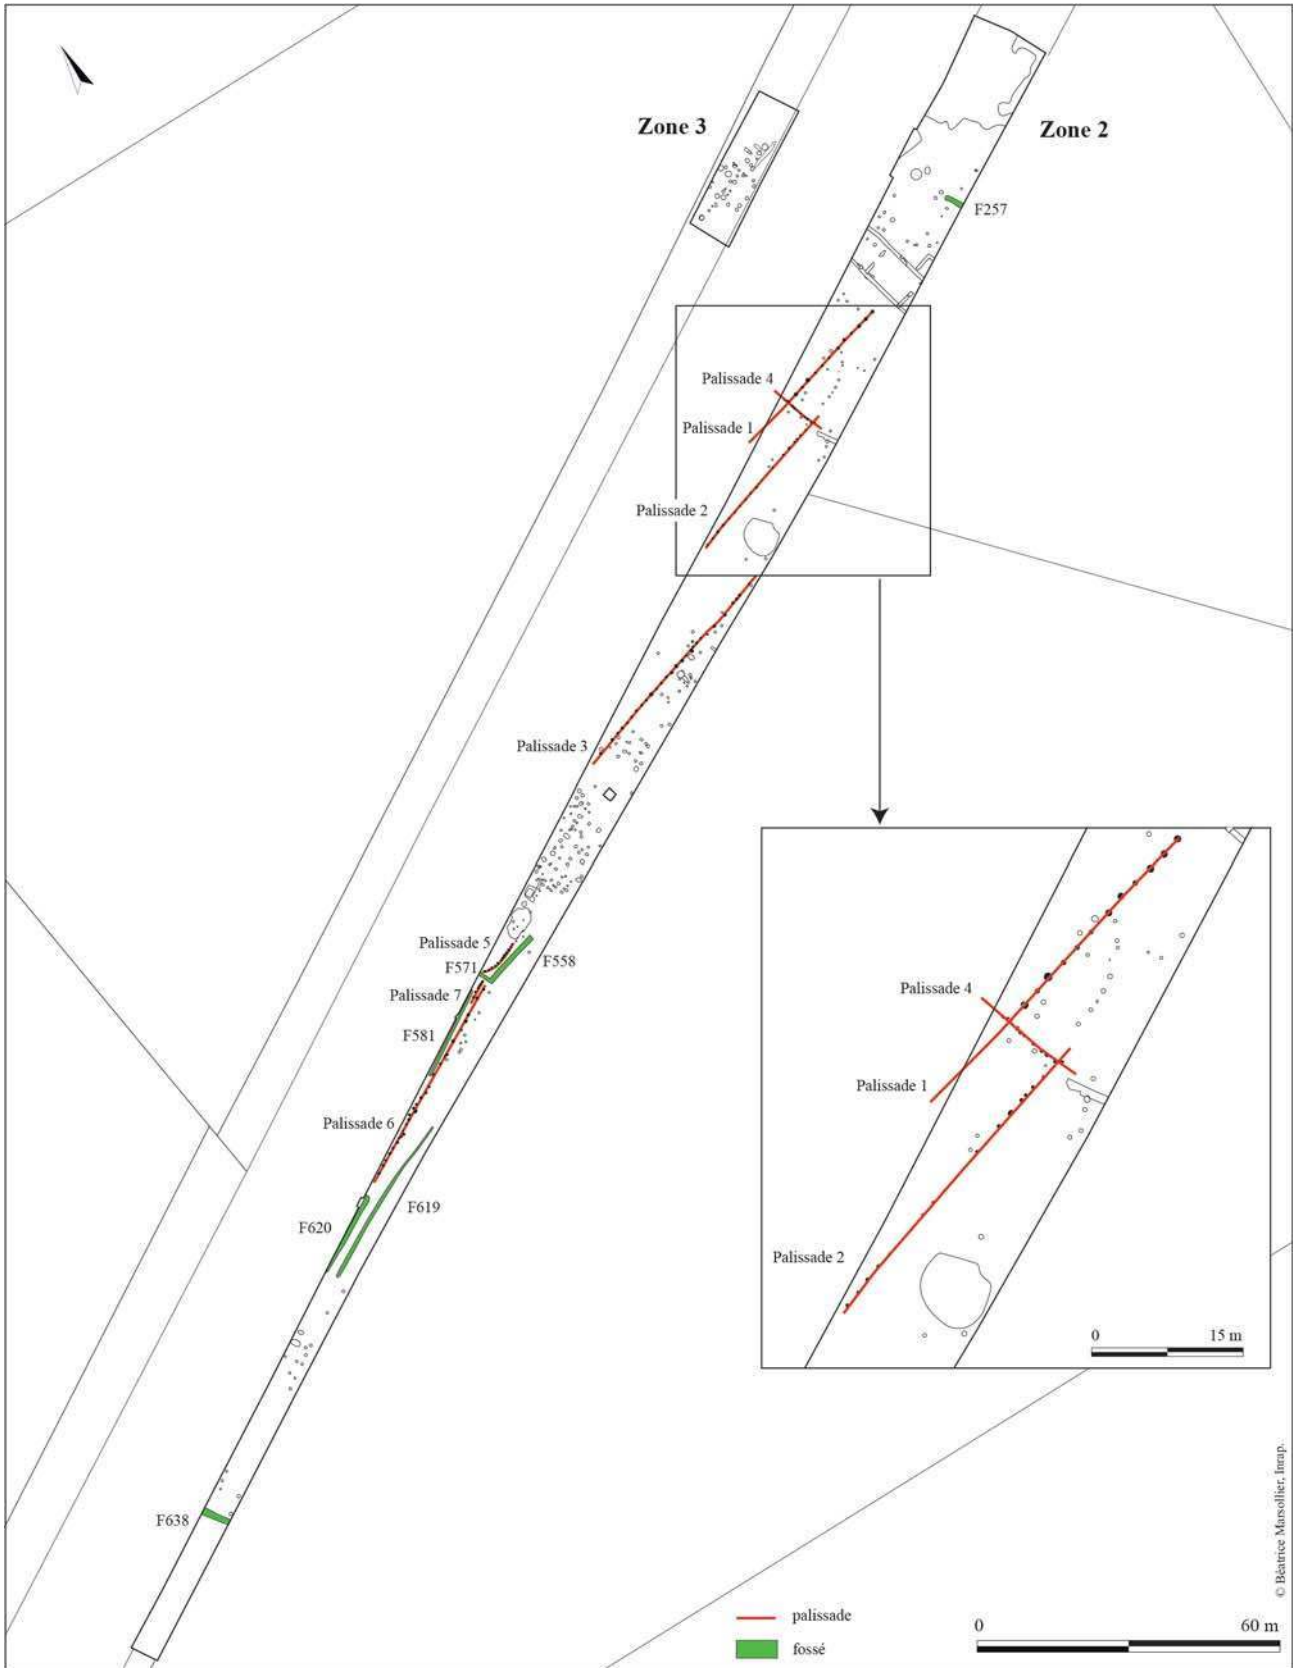 Zone 3
Zone 2
F257
Palissade 4
Palissade 1
Palissade 2
Palissade 3
Palissade 5
F571
F558
Palissade 7
F581
Palissade 6
F619
F620
F638
Palissade 4
Palissade 1
Palissade 2
0 15 m
palissade
fossé
0 60 m
© Béatrice Marsollier, Inrap.